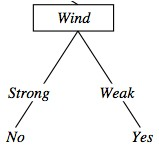 Wind
Strong Weak
No Yes